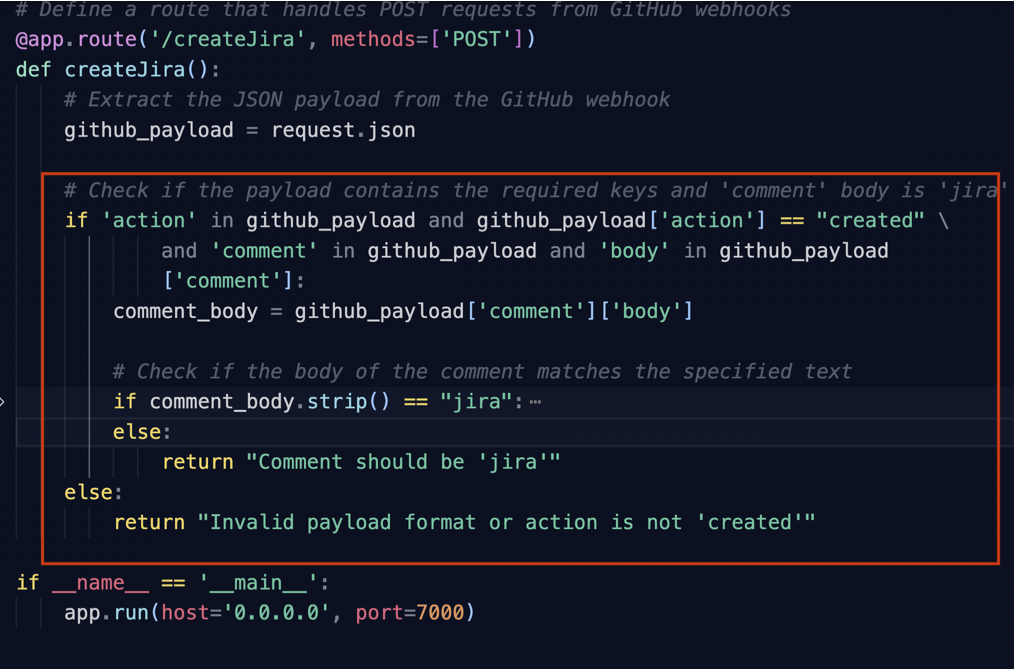 # Define a route that handles POST requests from GitHub webhooks
@app.route('/createJira', methods=['POST'])
def createJira():
# Extract the JSON payload from the GitHub webhook
github_payload = request.json
# Check if the payload contains the required keys and 'comment' body is 'jira'
if 'action' in github_payload and github_payload['action'] == "created" \
and 'comment' in github_payload and 'body' in github_payload
['comment']:
comment_body = github_payload['comment']['body']
# Check if the body of the comment matches the specified text
if comment_body.strip() == "jira":⋯
else:
return "Comment should be 'jira'"
else:
return "Invalid payload format or action is not 'created'"
if __name__ == '__main__':
app.run(host='0.0.0.0', port=7000)